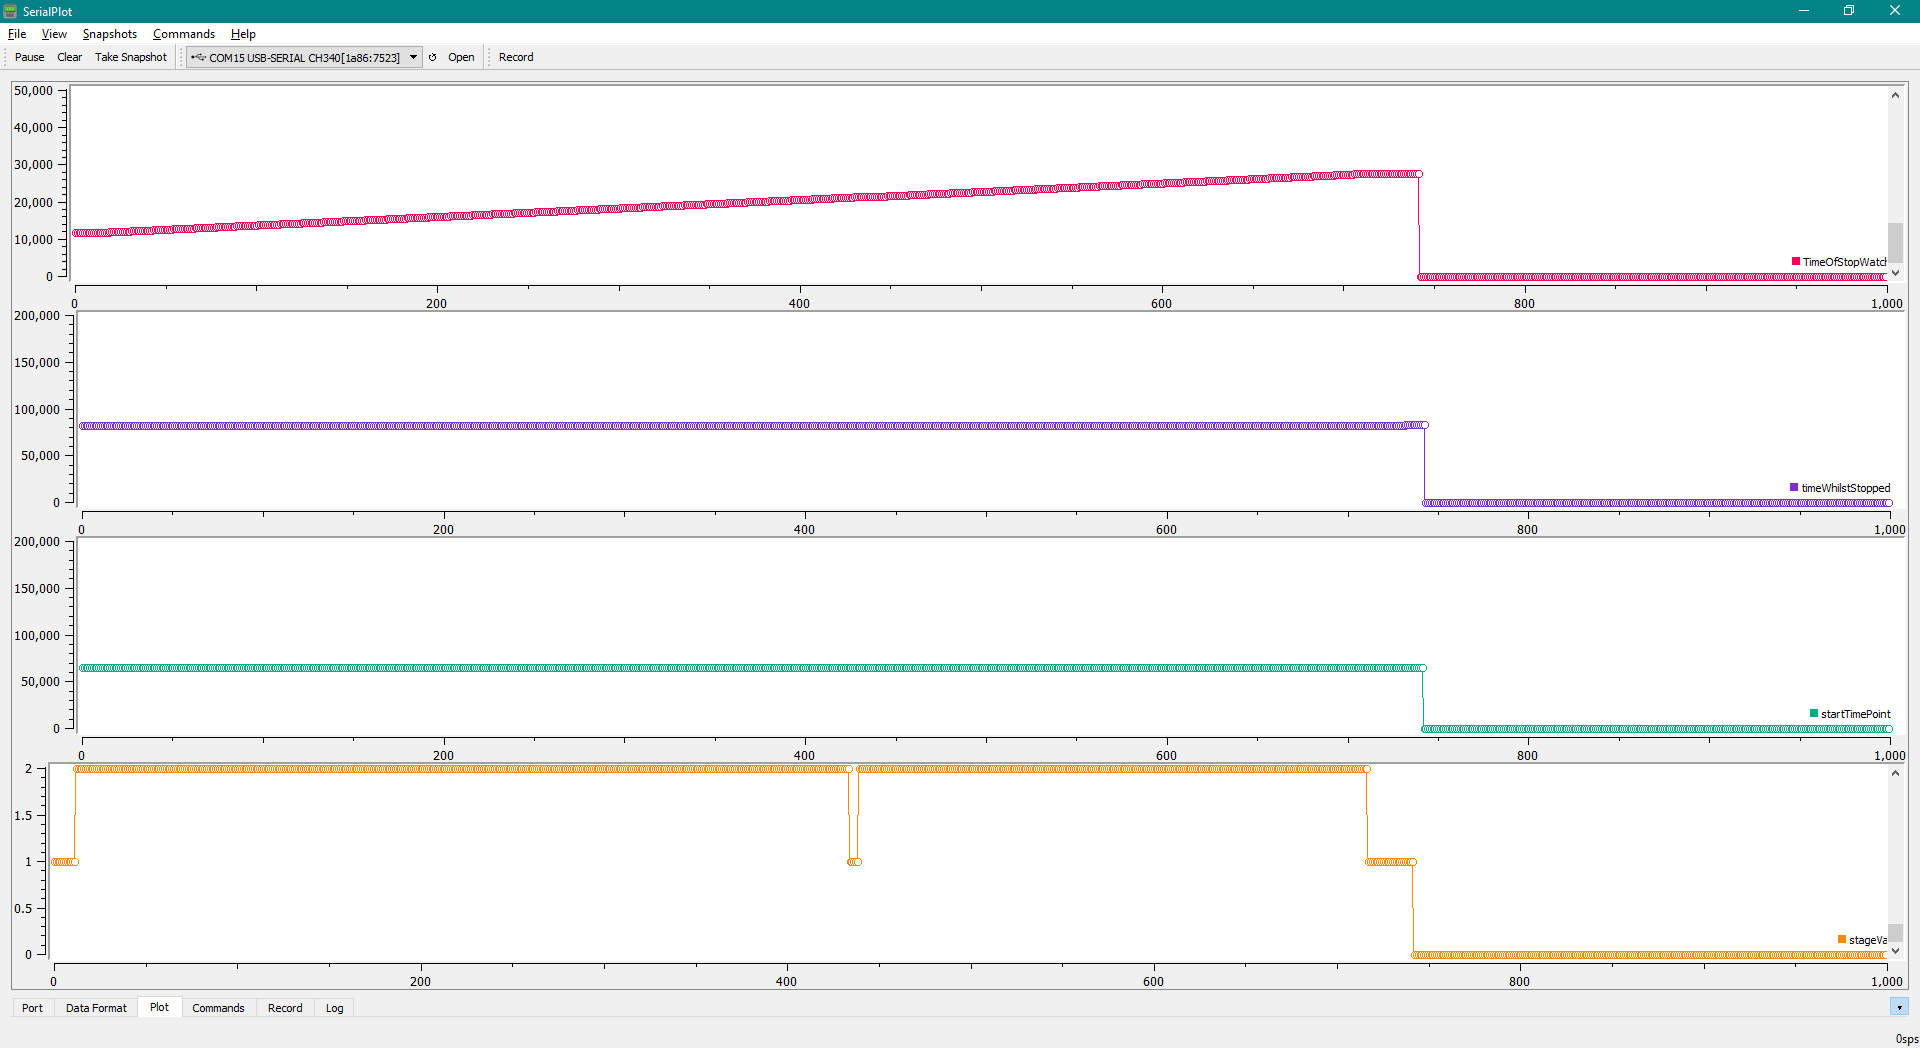 SerialPlot
File View Snapshots Commands Help
Pause Clear Take Snapshot COM15 USB-SERIAL CH340[1a86:7523] Open Record
50,000
40,000
30,000
20,000
10,000
0
TimeOfStopWatch
0 200 400 600 800 1,000
200,000
150,000
100,000
50,000
0
timeWhilstStopped
0 200 400 600 800 1,000
200,000
150,000
100,000
50,000
0
startTimePoint
0 200 400 600 800 1,000
2
1.5
1
0.5
0
stageVa
0 200 400 600 800 1,000
Port Data Format Plot Commands Record Log
0sps